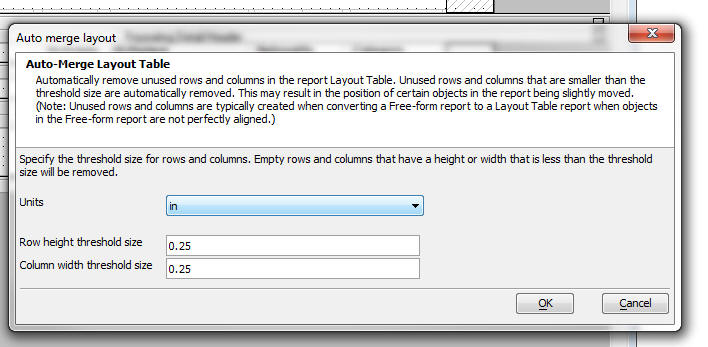 Auto merge layout
Auto-Merge Layout Table
Automatically remove unused rows and columns in the report Layout Table. Unused rows and columns that are smaller than the
threshold size are automatically removed. This may result in the position of certain objects in the report being slightly moved.
(Note: Unused rows and columns are typically created when converting a Free-form report to a Layout Table report when objects
in the Free-form report are not perfectly aligned.)
Specify the threshold size for rows and columns. Empty rows and columns that have a height or width that is less than the threshold
size will be removed.
Units in
Row height threshold size 0.25
Column width threshold size 0.25
OK Cancel